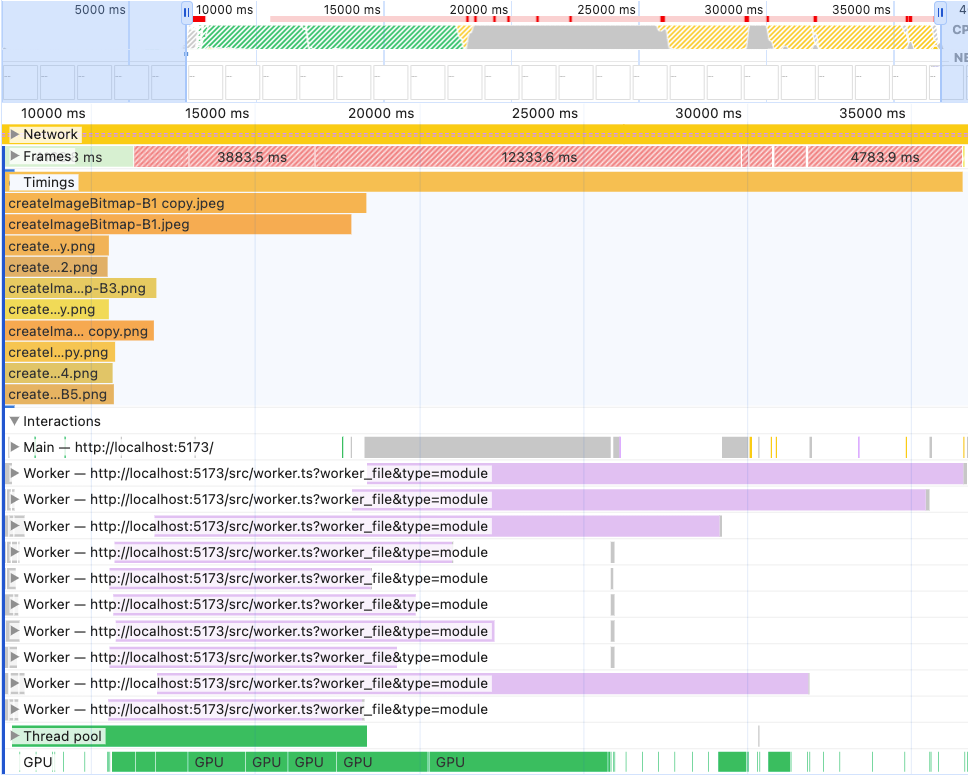 5000 ms 10000 ms 15000 ms 20000 ms 25000 ms 30000 ms 35000 ms 4
CP
NE
10000 ms 15000 ms 20000 ms 25000 ms 30000 ms 35000 ms
Network
Frames ms 3883.5 ms 12333.6 ms 4783.9 ms
Timings
createImageBitmap-B1 copy.jpeg
createImageBitmap-B1.jpeg
create...y.png
create...2.png
createIma...p-B3.png
create...y.png
createIma... copy.png
createI...py.png
create...4.png
create...B5.png
Interactions
Main — http://localhost:5173/
Worker — http://localhost:5173/src/worker.ts?worker_file&type=module
Worker — http://localhost:5173/src/worker.ts?worker_file&type=module
Worker — http://localhost:5173/src/worker.ts?worker_file&type=module
Worker — http://localhost:5173/src/worker.ts?worker_file&type=module
Worker — http://localhost:5173/src/worker.ts?worker_file&type=module
Worker — http://localhost:5173/src/worker.ts?worker_file&type=module
Worker — http://localhost:5173/src/worker.ts?worker_file&type=module
Worker — http://localhost:5173/src/worker.ts?worker_file&type=module
Worker — http://localhost:5173/src/worker.ts?worker_file&type=module
Worker — http://localhost:5173/src/worker.ts?worker_file&type=module
Thread pool
GPU GPU GPU GPU GPU GPU